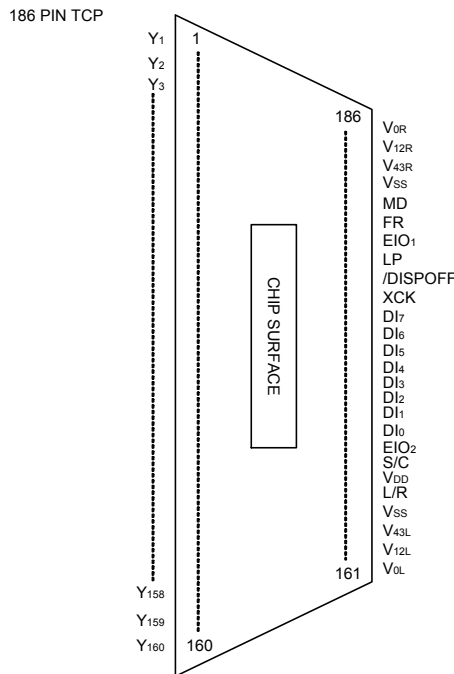 186 PIN TCP
Y1
1
Y2
Y3
186
V0R
V12R
V43R
VSS
MD
FR
EIO1
LP
/DISPOFF
XCK
DI7
DI6
DI5
DI4
DI3
DI2
DI1
DI0
EIO2
S/C
VDD
L/R
VSS
V43L
V12L
161
V0L
CHIP SURFACE
Y158
Y159
Y160
160